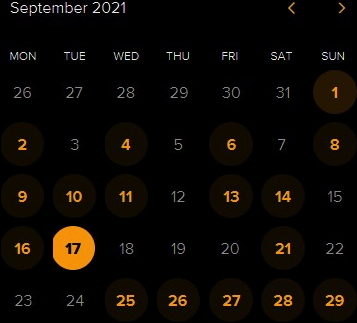 September 2021
MON TUE WED THU FRI SAT SUN
26 27 28 29 30 31 1
2 3 4 5 6 7 8
9 10 11 12 13 14 15
16 17 18 19 20 21 22
23 24 25 26 27 28 29